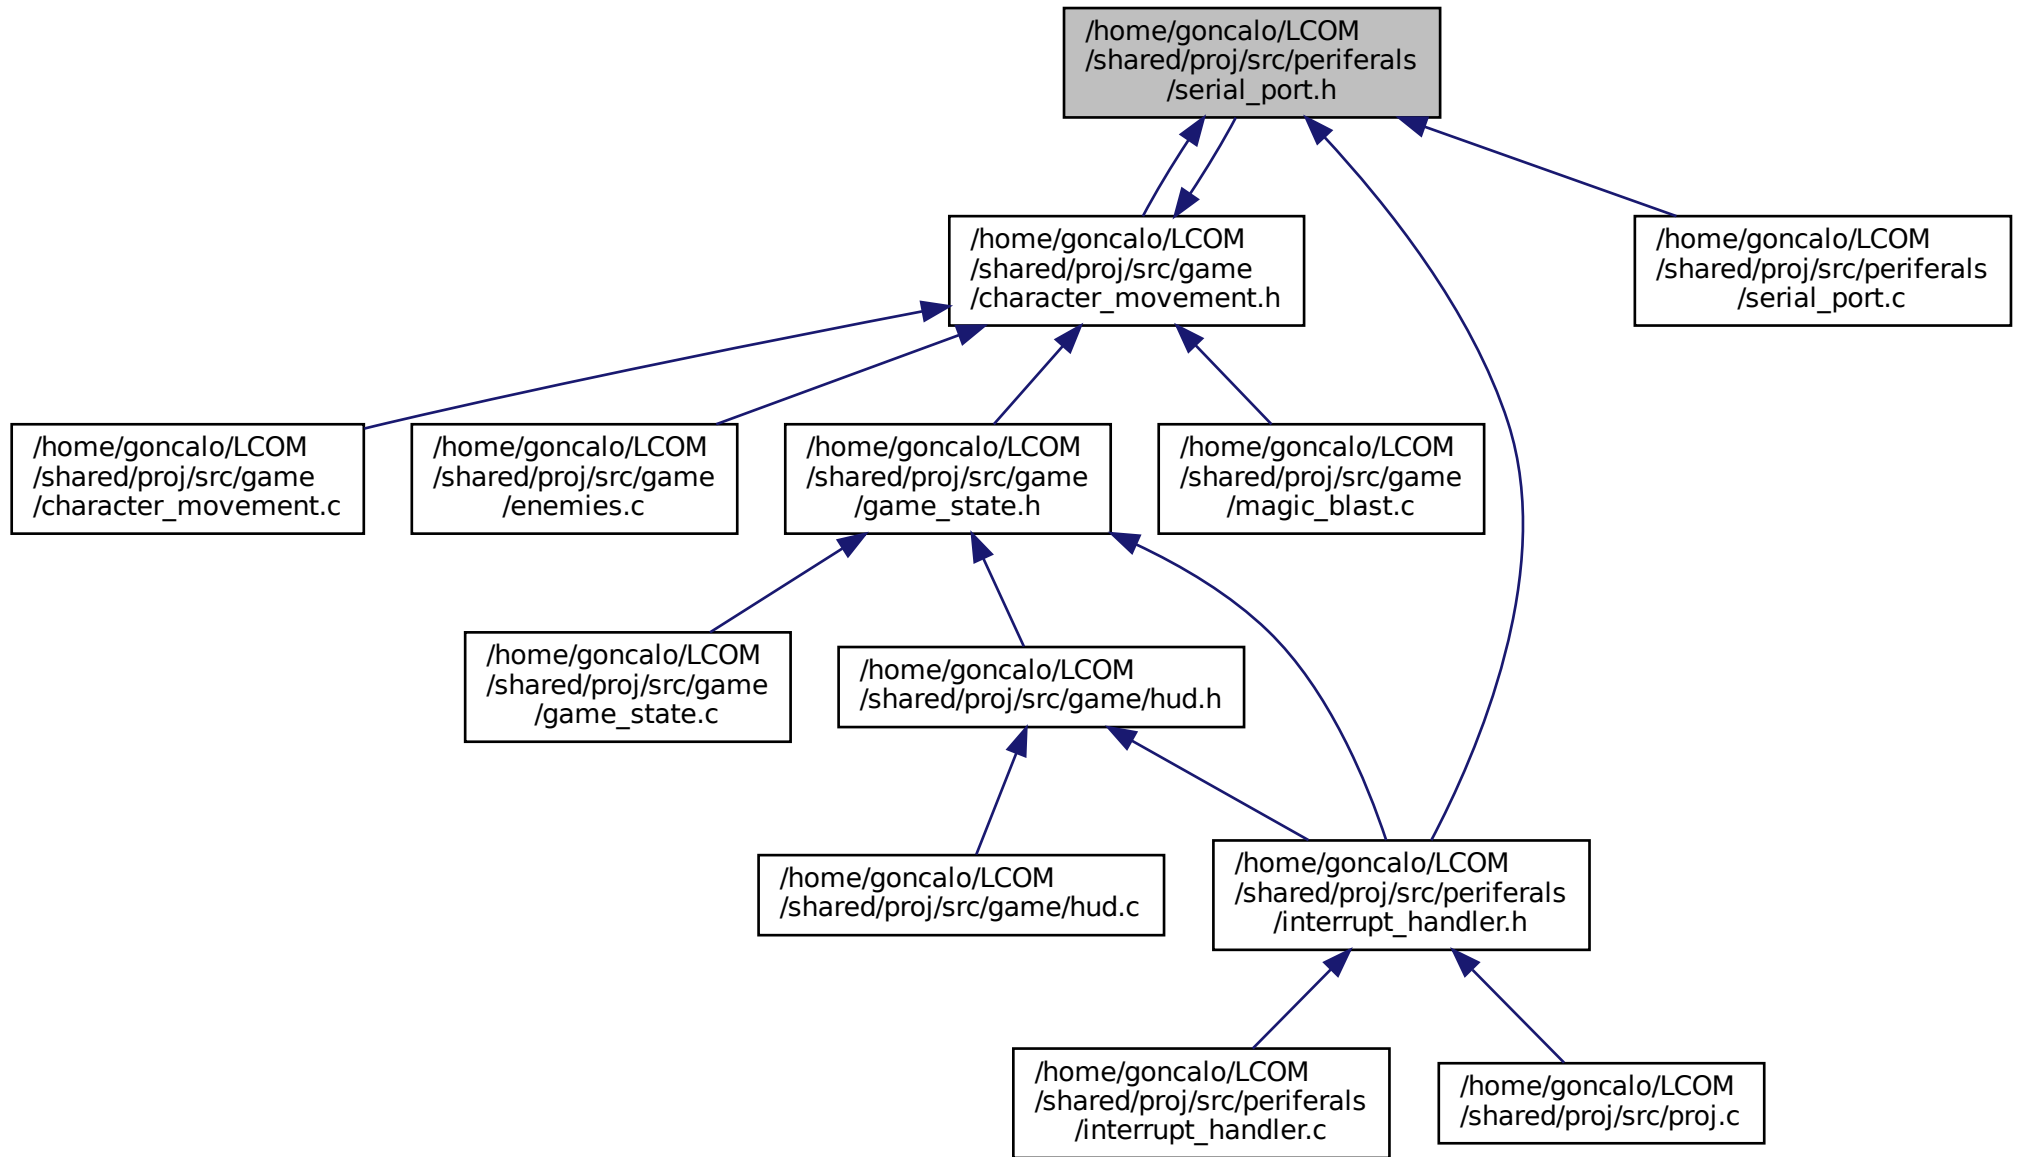 /home/goncalo/LCOM
/shared/proj/src/periferals
/serial_port.h
/home/goncalo/LCOM
/shared/proj/src/game
/character_movement.h
/home/goncalo/LCOM
/shared/proj/src/periferals
/serial_port.c
/home/goncalo/LCOM
/shared/proj/src/game
/character_movement.c
/home/goncalo/LCOM
/shared/proj/src/game
/enemies.c
/home/goncalo/LCOM
/shared/proj/src/game
/game_state.h
/home/goncalo/LCOM
/shared/proj/src/game
/magic_blast.c
/home/goncalo/LCOM
/shared/proj/src/game
/game_state.c
/home/goncalo/LCOM
/shared/proj/src/game/hud.h
/home/goncalo/LCOM
/shared/proj/src/game/hud.c
/home/goncalo/LCOM
/shared/proj/src/periferals
/interrupt_handler.h
/home/goncalo/LCOM
/shared/proj/src/periferals
/interrupt_handler.c
/home/goncalo/LCOM
/shared/proj/src/proj.c